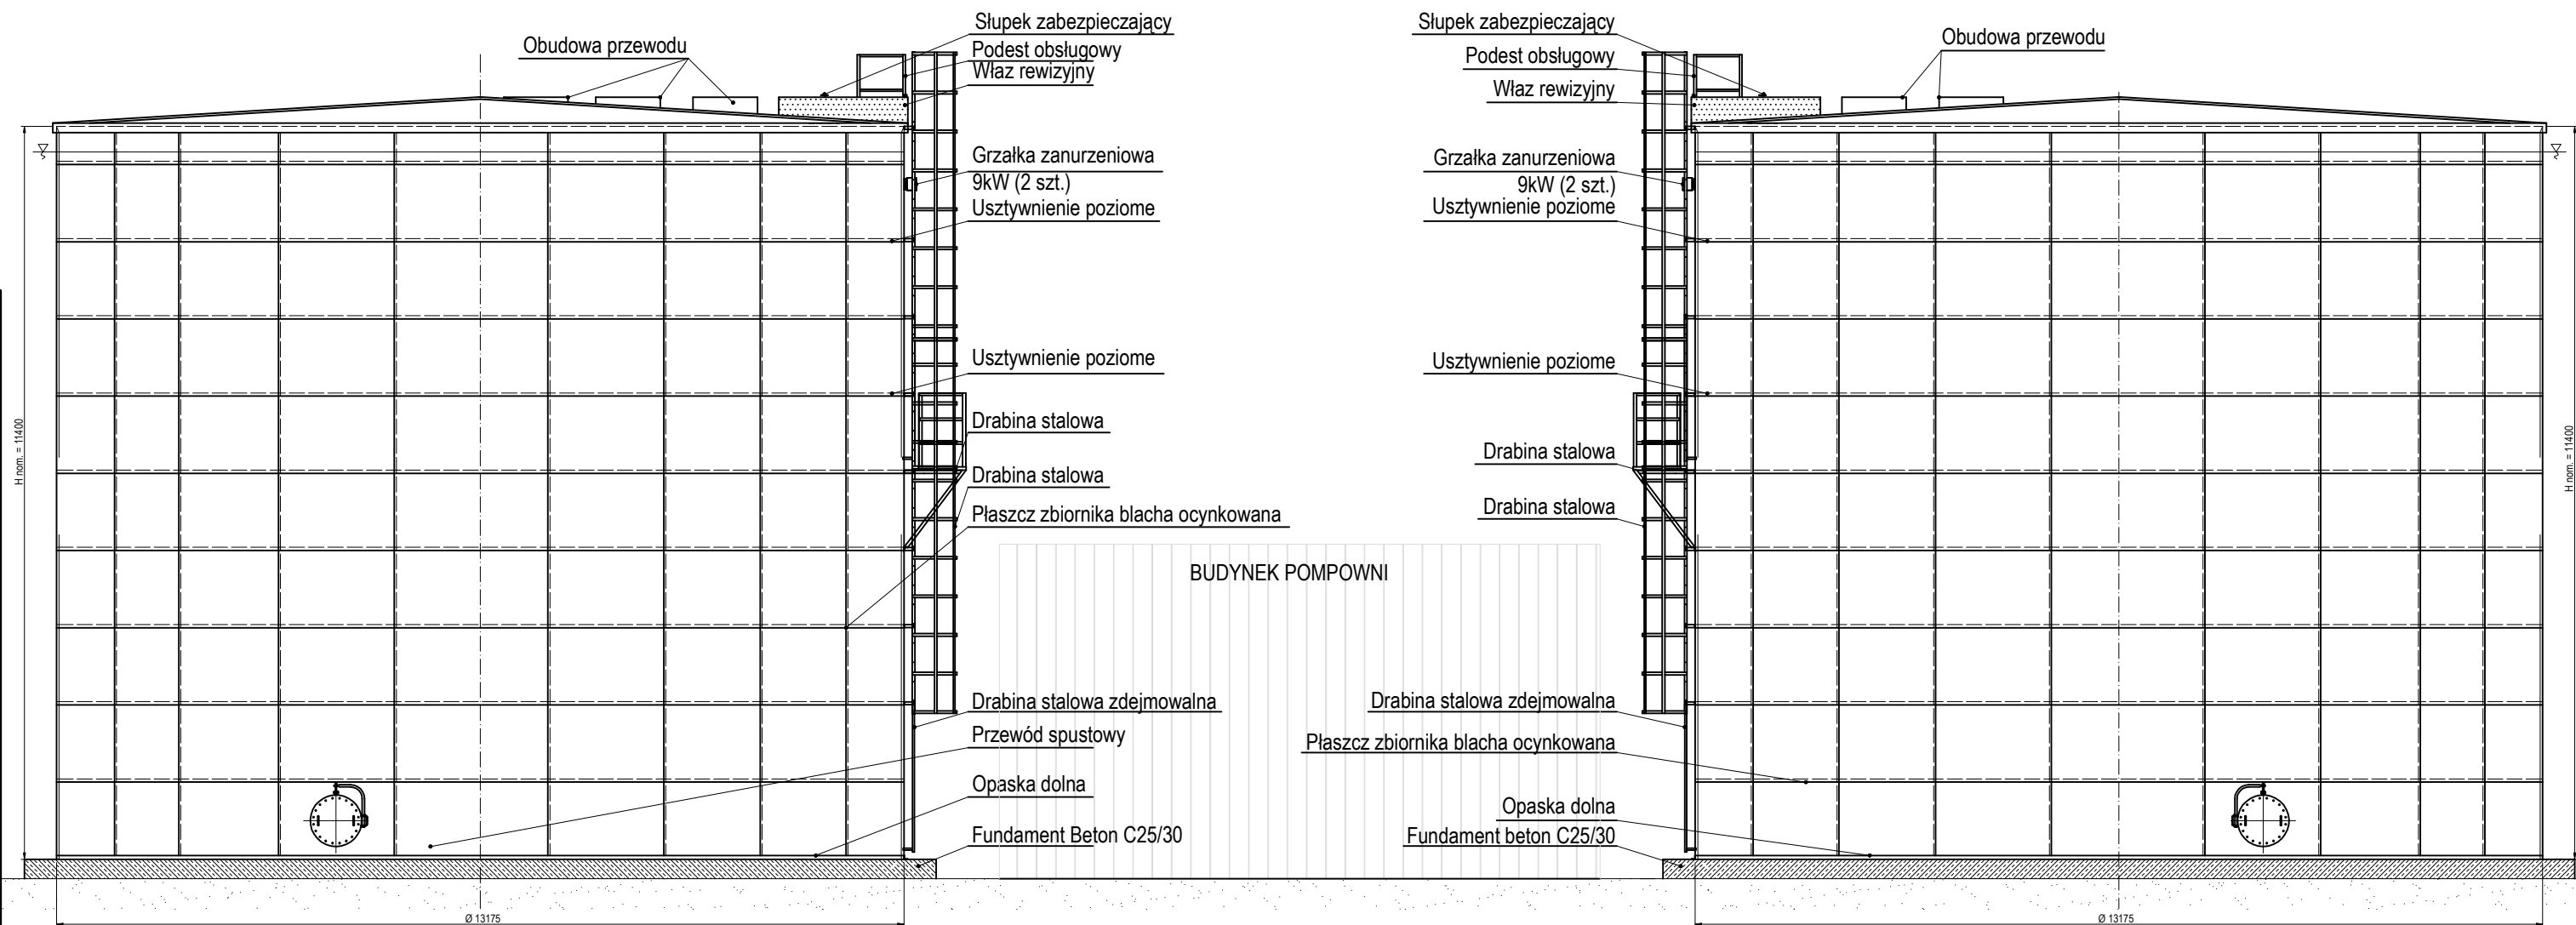 Obudowa przewodu
Słupek zabezpieczający
Podest obsługowy
Właz rewizyjny
Grzałka zanurzeniowa
9kW (2 szt.)
Usztywnienie poziome
Usztywnienie poziome
Drabina stalowa
Drabina stalowa
Płaszcz zbiornika blacha ocynkowana
Drabina stalowa zdejmowalna
Przewód spustowy
Opaska dolna
Fundament Beton C25/30
H nom. = 11400
Ø 13175
BUDYNEK POMPOWNI
Słupek zabezpieczający
Podest obsługowy
Właz rewizyjny
Obudowa przewodu
Grzałka zanurzeniowa
9kW (2 szt.)
Usztywnienie poziome
Usztywnienie poziome
Drabina stalowa
Drabina stalowa
Drabina stalowa zdejmowalna
Płaszcz zbiornika blacha ocynkowana
Opaska dolna
Fundament beton C25/30
H nom. = 11400
Ø 13175